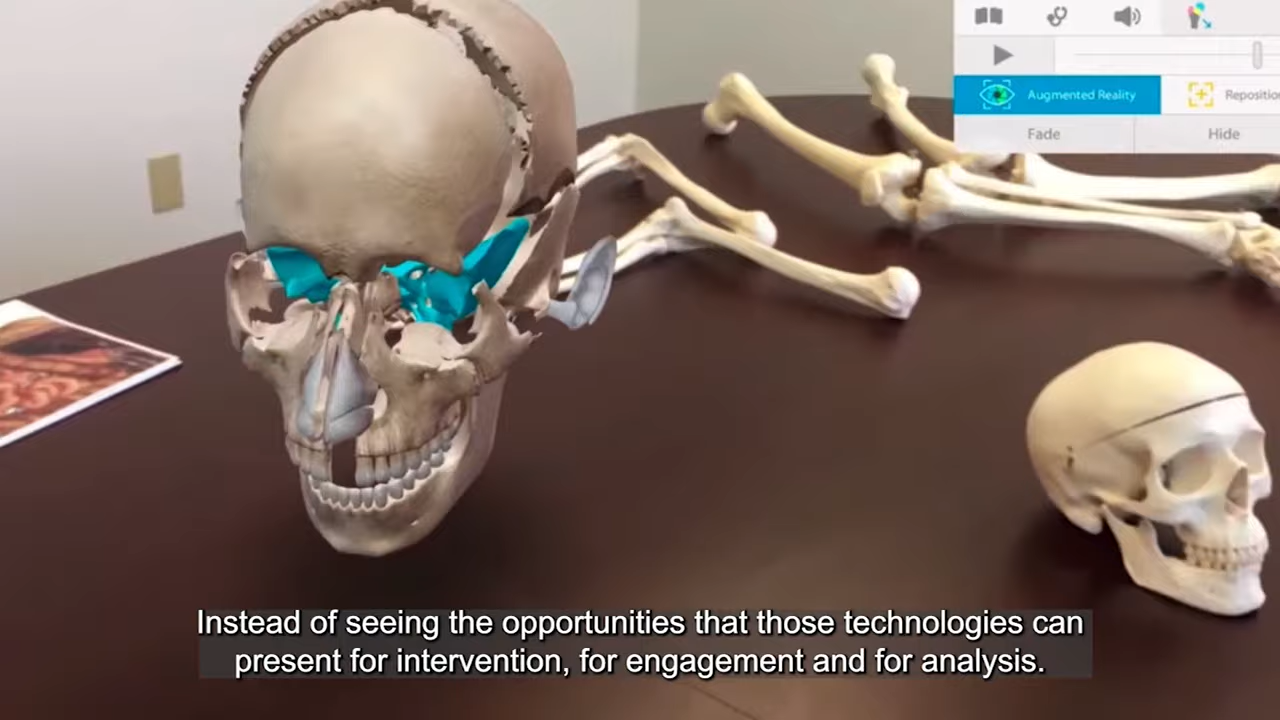 Augmented Reality
Repositio
Fade
Hide
Instead of seeing the opportunities that those technologies can
present for intervention, for engagement and for analysis.